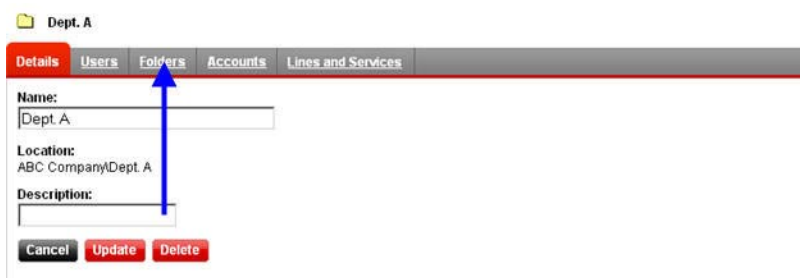 Dept. A
Details Users Folders Accounts Lines and Services
Name:
Dept. A
Location:
ABC Company\Dept. A
Description:
Cancel Update Delete